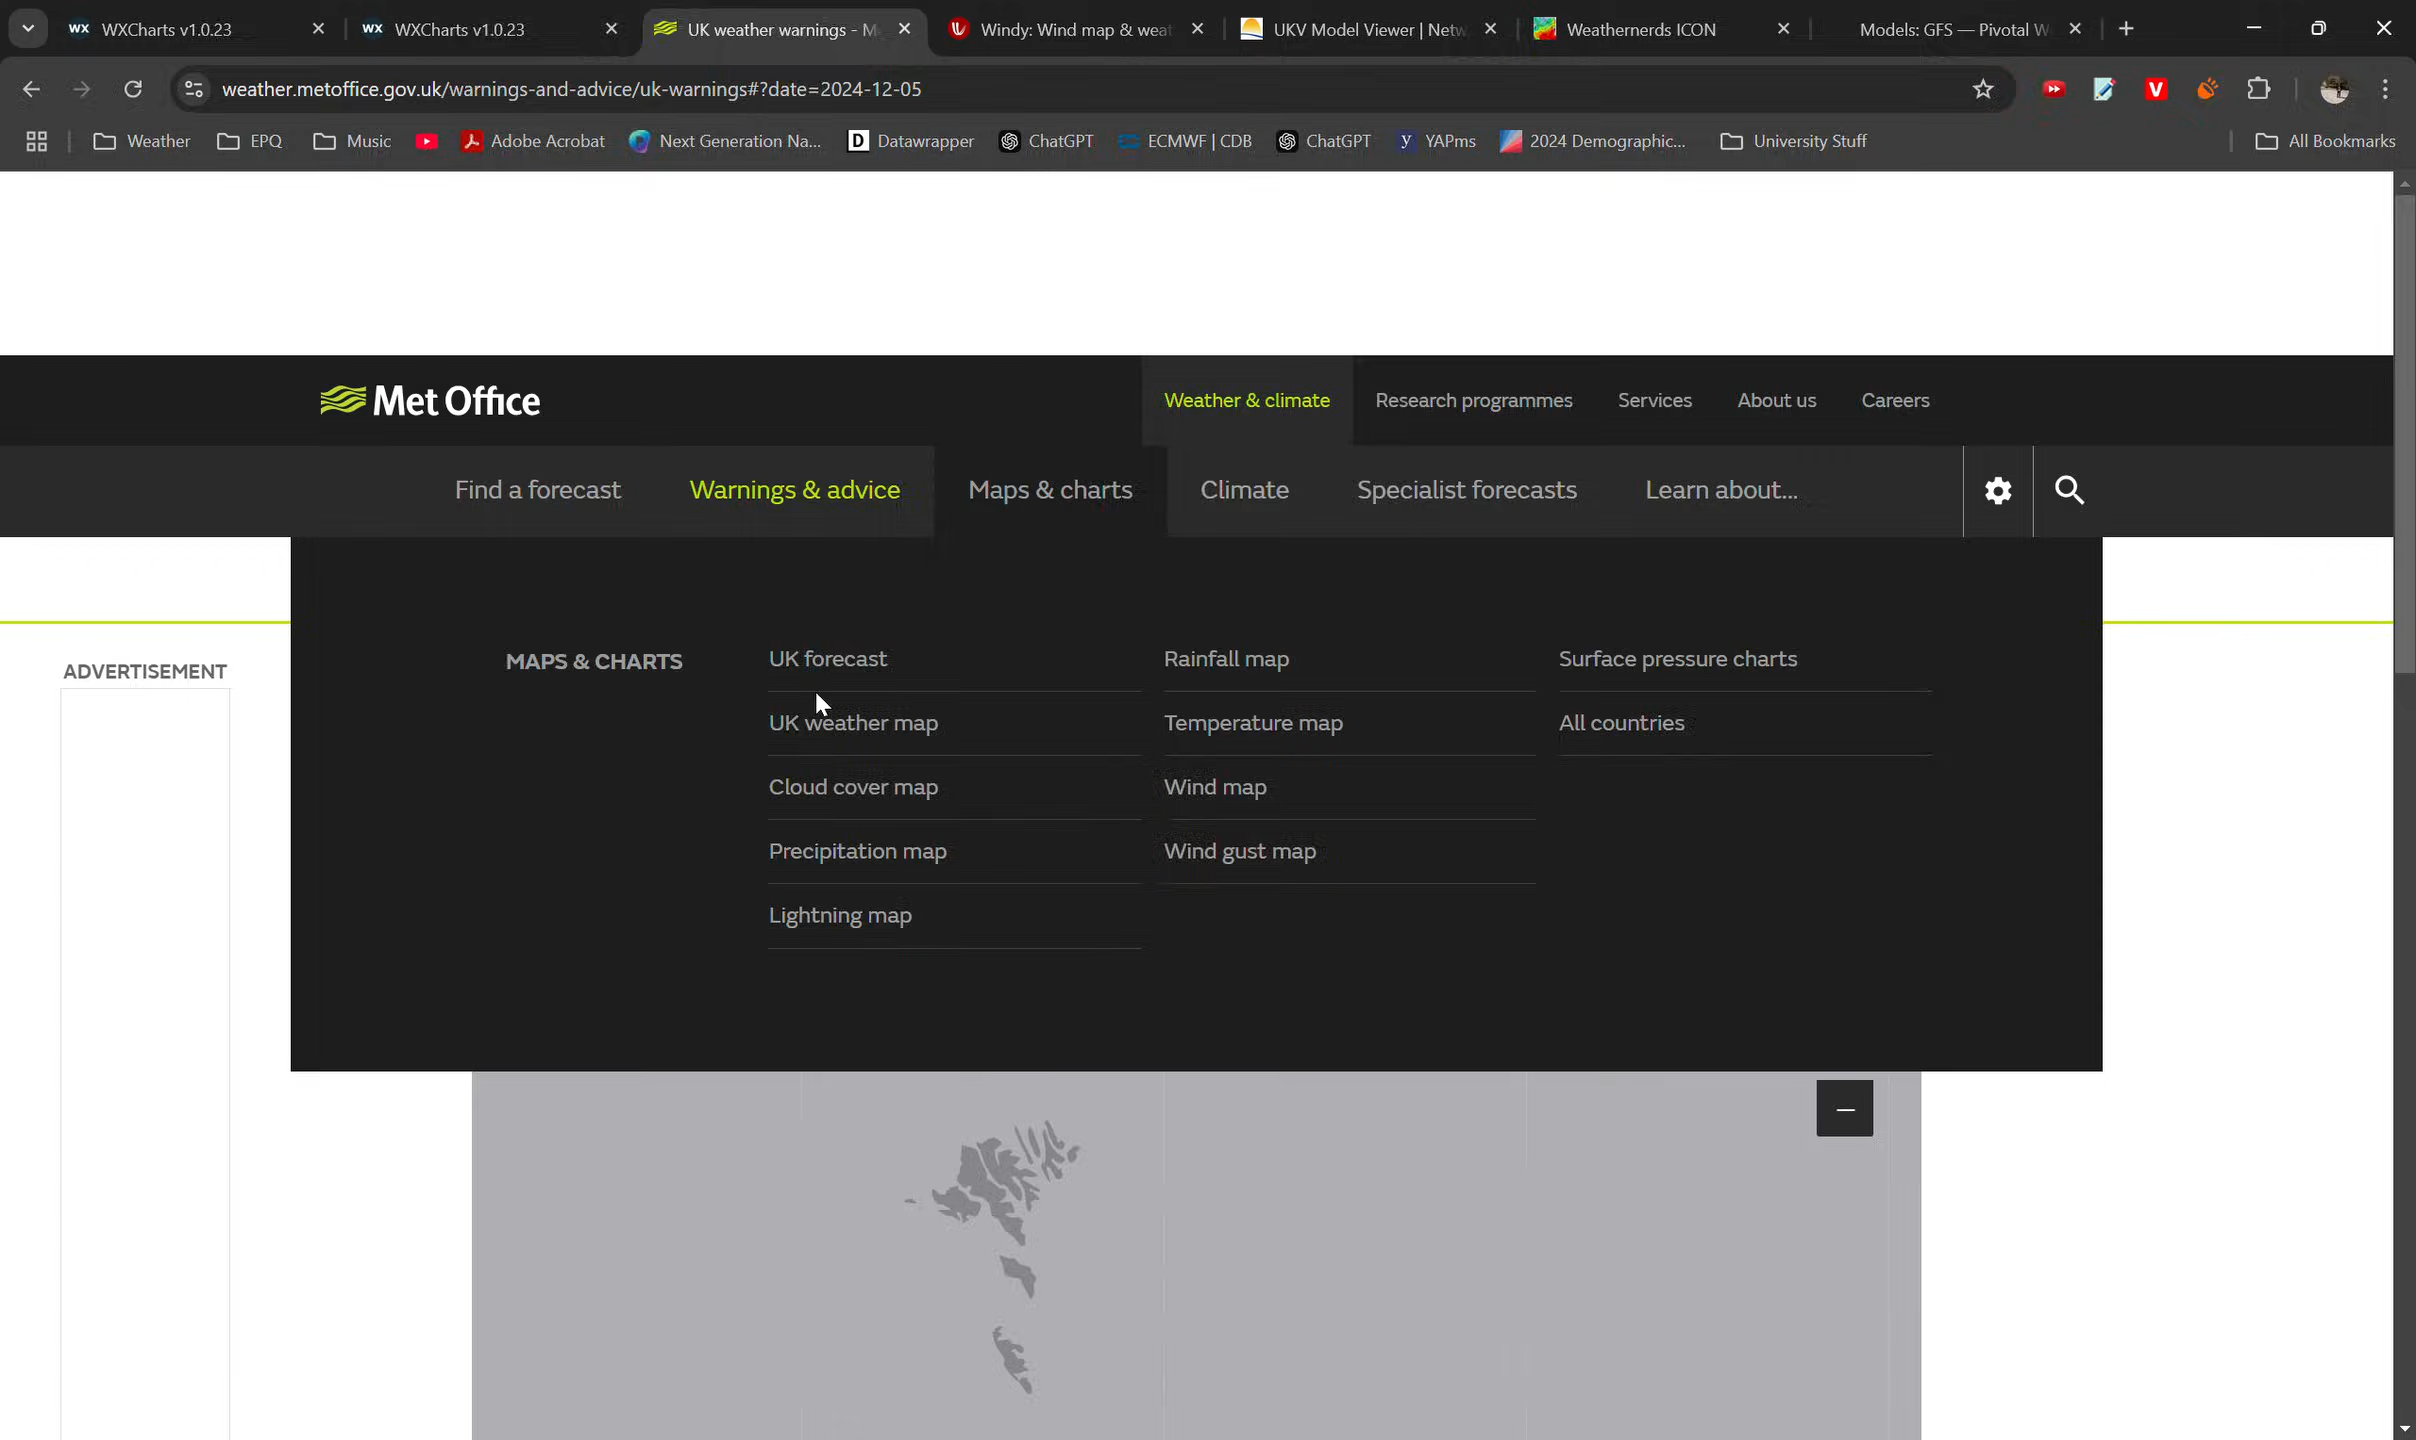 WX WXCharts v1.0.23
WX WXCharts v1.0.23
UK weather warnings - M
Windy: Wind map & weat
UKV Model Viewer | Netw
Weathernerds ICON
Models: GFS — Pivotal W
weather.metoffice.gov.uk/warnings-and-advice/uk-warnings#?date=2024-12-05
Weather
EPQ
Music
Adobe Acrobat
Next Generation Na...
D Datawrapper
ChatGPT
ECMWF | CDB
ChatGPT
y YAPms
2024 Demographic...
University Stuff
All Bookmarks
V
Met Office
Weather & climate
Research programmes
Services
About us
Careers
Find a forecast
Warnings & advice
Maps & charts
Climate
Specialist forecasts
Learn about...
ADVERTISEMENT
MAPS & CHARTS
UK forecast
UK weather map
Cloud cover map
Precipitation map
Lightning map
Rainfall map
Temperature map
Wind map
Wind gust map
Surface pressure charts
All countries